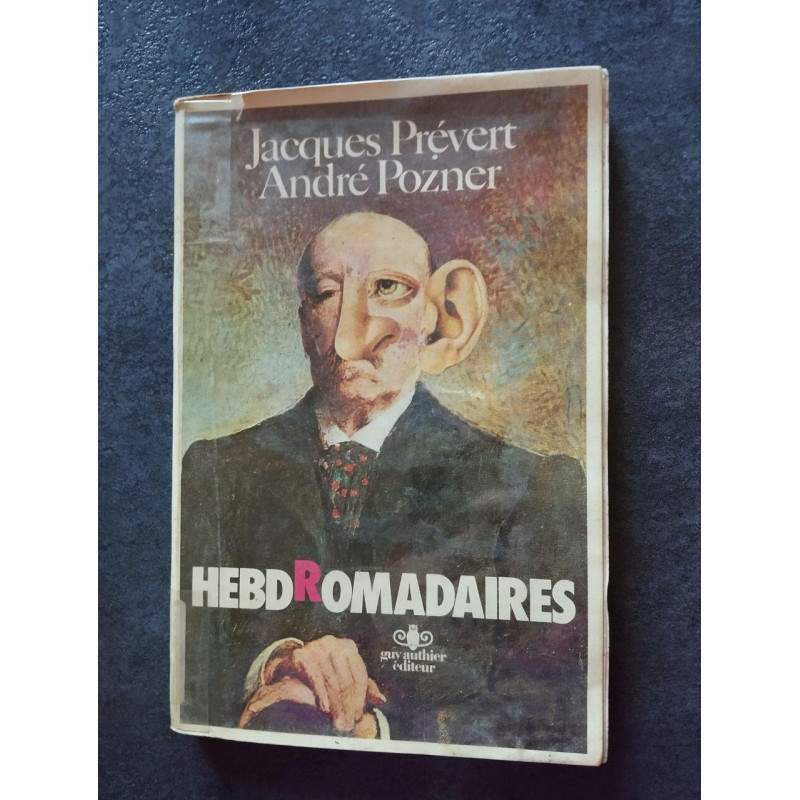 Jacques Prévert
André Pozner
HEBDROMADAIRES
guy authier
éditeur